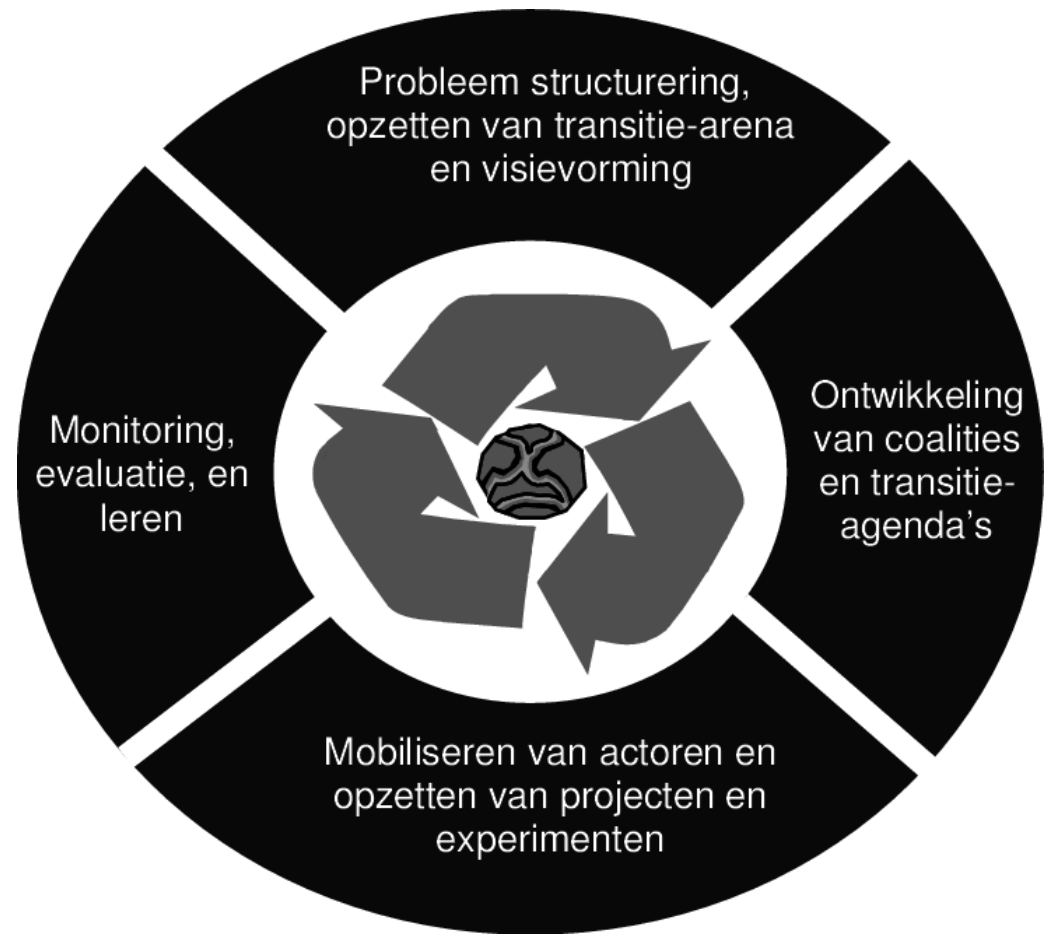 Probleem structurering,
opzetten van transitie-arena
en visievorming
Ontwikkeling
van coalities
en transitie-
agenda's
Mobiliseren van actoren en
opzetten van projecten en
experimenten
Monitoring,
evaluatie, en
leren